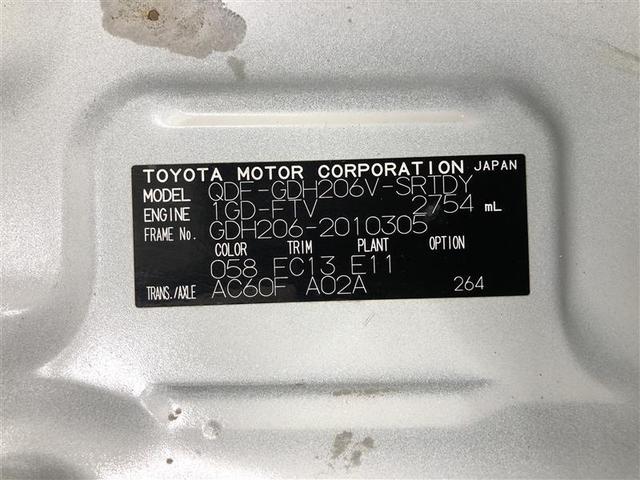 TOYOTA MOTOR CORPORATION JAPAN
MODEL QDF-GDH206V-SRTDY
ENGINE 1GD-FTV 2754 mL
FRAME No. GDH206-2010305
COLOR TRIM PLANT OPTION
058 FC13 E11
TRANS./AXLE AC60F A02A 264